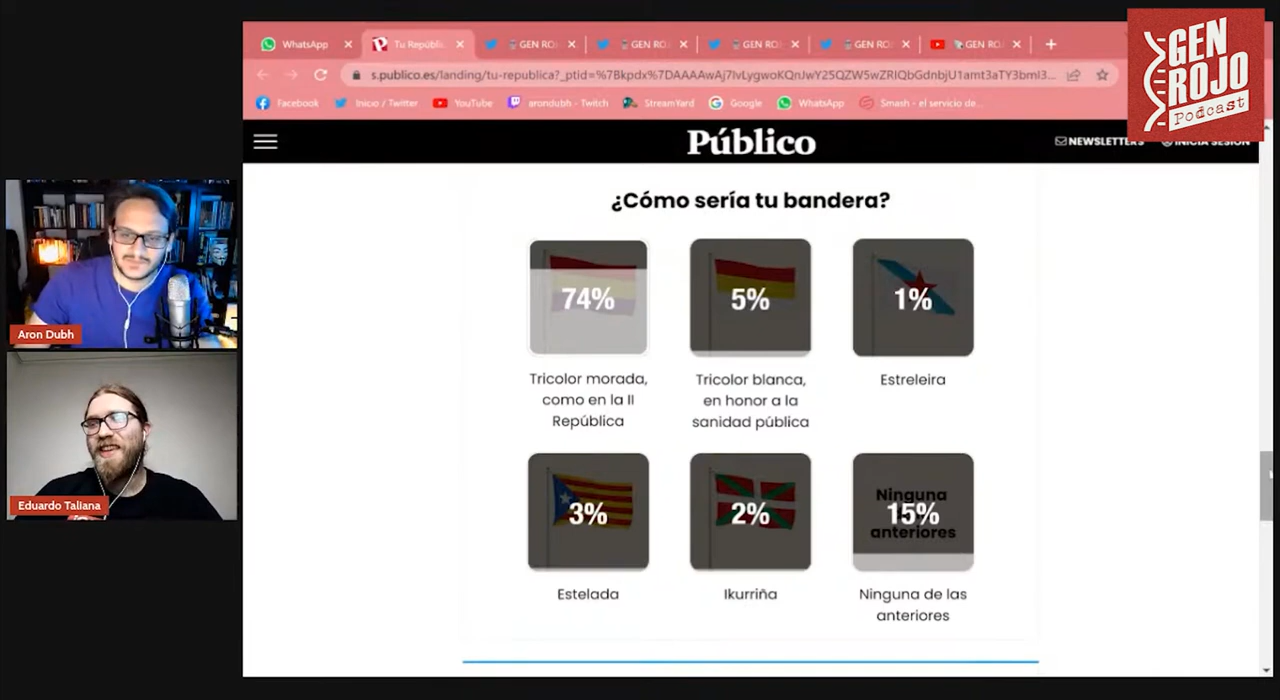 WhatsApp
Tu Repúblic
GEN RO
GEN RO
GEN RO
GEN RO
GEN RO
s.publico.es/landing/tu-republica?_ptid=%7Bkpdx%7DAAAAwAj7IvLygwoKQnJwY25QZW5wZRIQbGdnbjU1amt3aTY3bml3...
Facebook
Inicio / Twitter
YouTube
arondubh - Twitch
StreamYard
Google
WhatsApp
Smash - el servicio de...
GEN
ROJO
Podcast
Público
NEWSLETTERS
INICIA SESIÓN
¿Cómo sería tu bandera?
74%
5%
1%
Tricolor morada,
como en la II
República
Tricolor blanca,
en honor a la
sanidad pública
Estreleira
3%
2%
Ninguna
15%
anteriores
Estelada
Ikurriña
Ninguna de las
anteriores
Aron Dubh
Eduardo Taliana